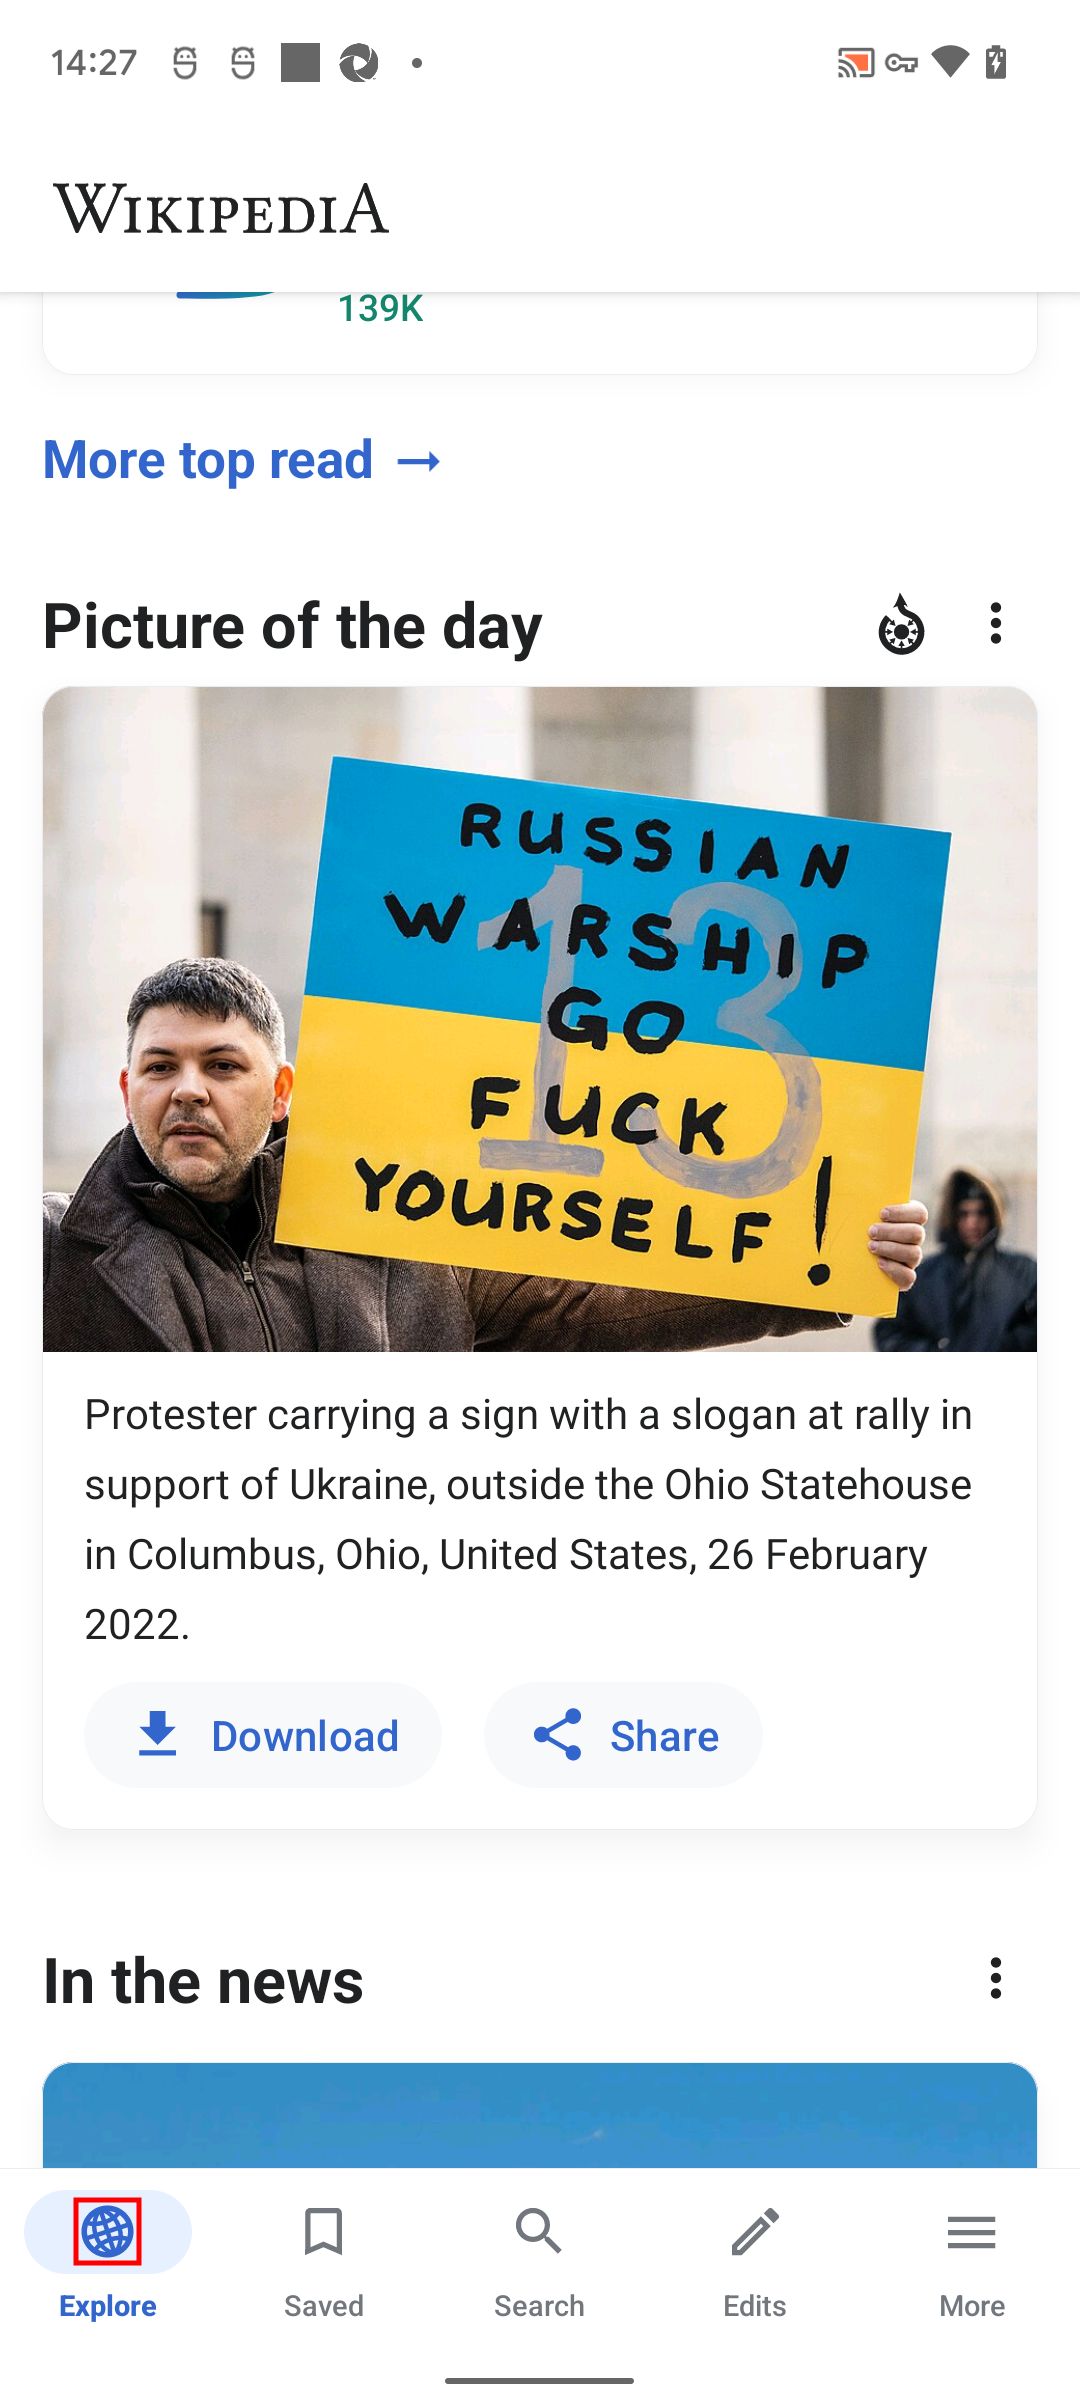 14:27
WIKIPEDIA
139K
More top read →
Picture of the day
RUSSIAN
WARSHIP
GO
FUCK
YOURSELF!
13
Protester carrying a sign with a slogan at rally in
support of Ukraine, outside the Ohio Statehouse
in Columbus, Ohio, United States, 26 February
2022.
Download Share
In the news
Explore Saved Search Edits More